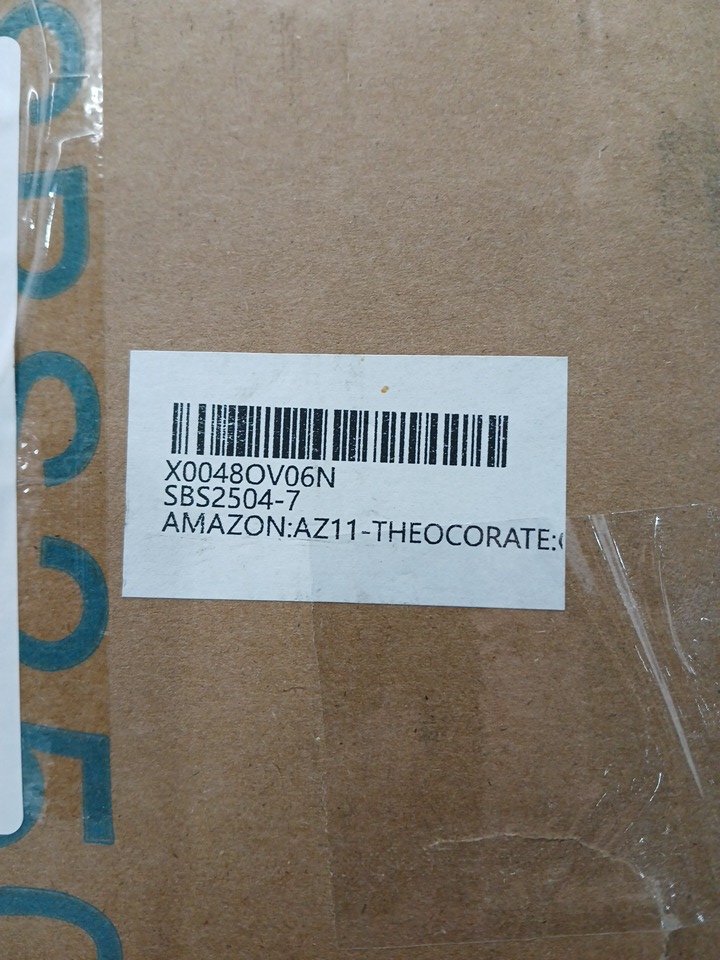 X0048OV06N
SBS2504-7
AMAZON:AZ11-THEOCORATE: